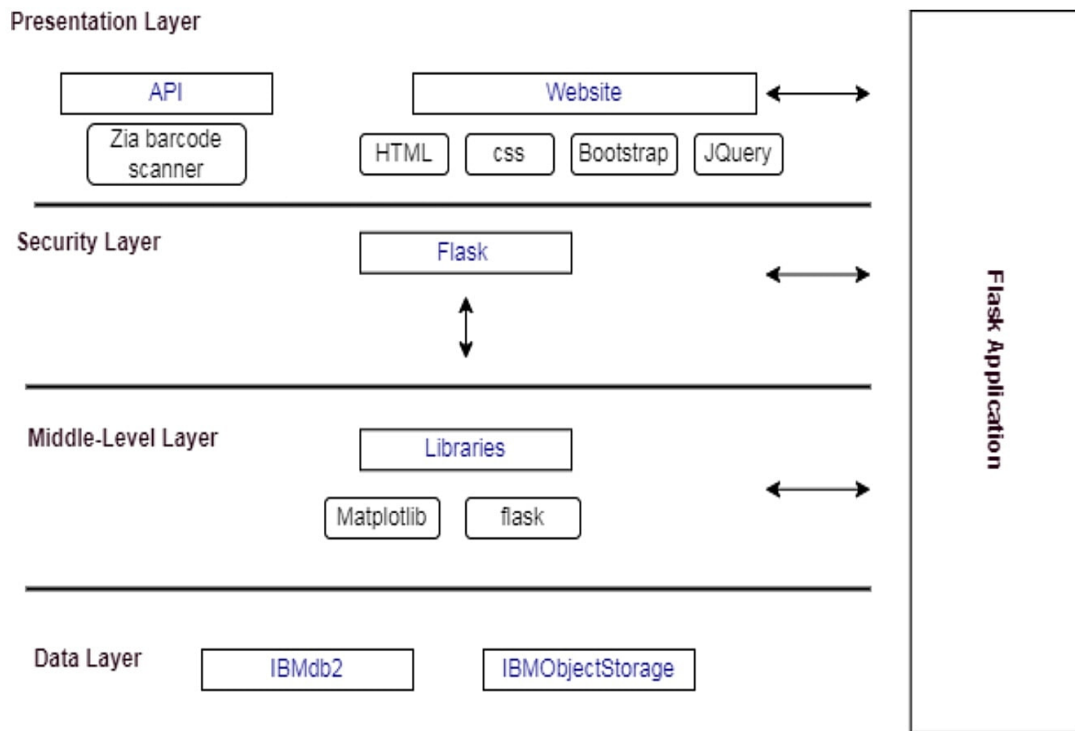 Presentation Layer
API
Website
Zia barcode
scanner
HTML
css
Bootstrap
JQuery
Security Layer
Flask
Flask Application
Middle-Level Layer
Libraries
Matplotlib
flask
Data Layer
IBMdb2
IBMObjectStorage